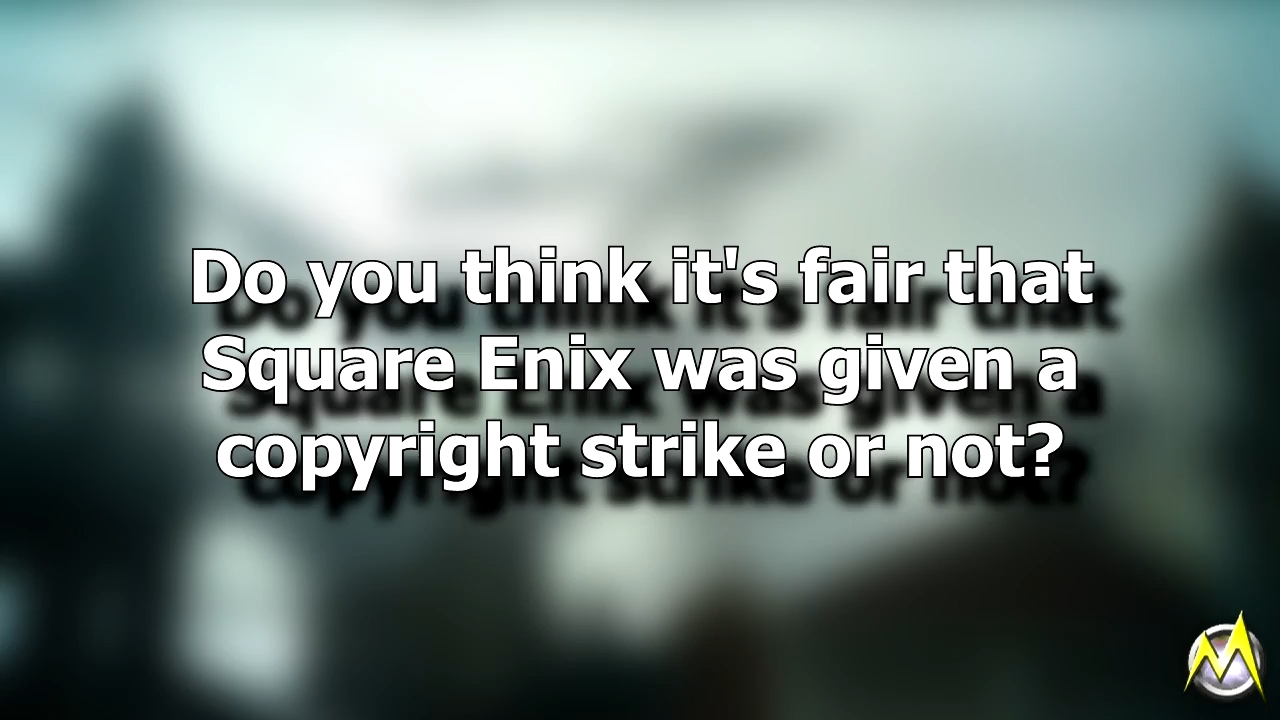 Do you think it's fair that
Square Enix was given a
copyright strike or not?
M